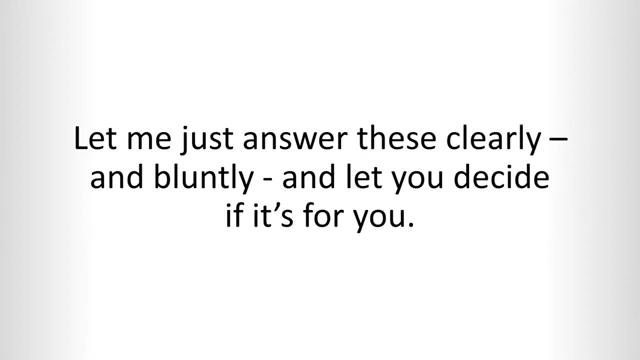 Let me just answer these clearly –
and bluntly - and let you decide
if it’s for you.